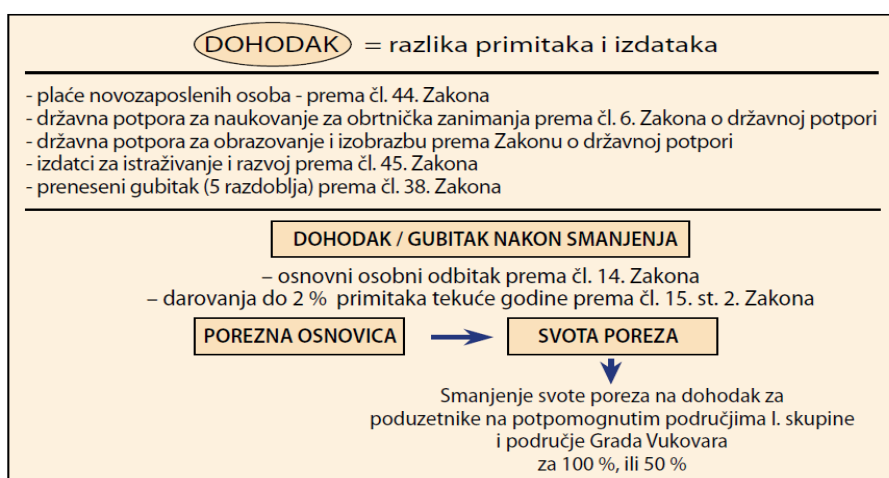 DOHODAK = razlika primitaka i izdataka
- plaće novozaposlenih osoba - prema čl. 44. Zakona
- državna potpora za naukovanje za obrtnička zanimanja prema čl. 6. Zakona o državnoj potpori
- državna potpora za obrazovanje i izobrazbu prema Zakonu o državnoj potpori
- izdatci za istraživanje i razvoj prema čl. 45. Zakona
- preneseni gubitak (5 razdoblja) prema čl. 38. Zakona
DOHODAK / GUBITAK NAKON SMANJENJA
– osnovni osobni odbitak prema čl. 14. Zakona
– darovanja do 2 % primitaka tekuće godine prema čl. 15. st. 2. Zakona
POREZNA OSNOVICA
SVOTA POREZA
Smanjenje svote poreza na dohodak za
poduzetnike na potpomognutim područjima I. skupine
i područje Grada Vukovara
za 100 %, ili 50 %